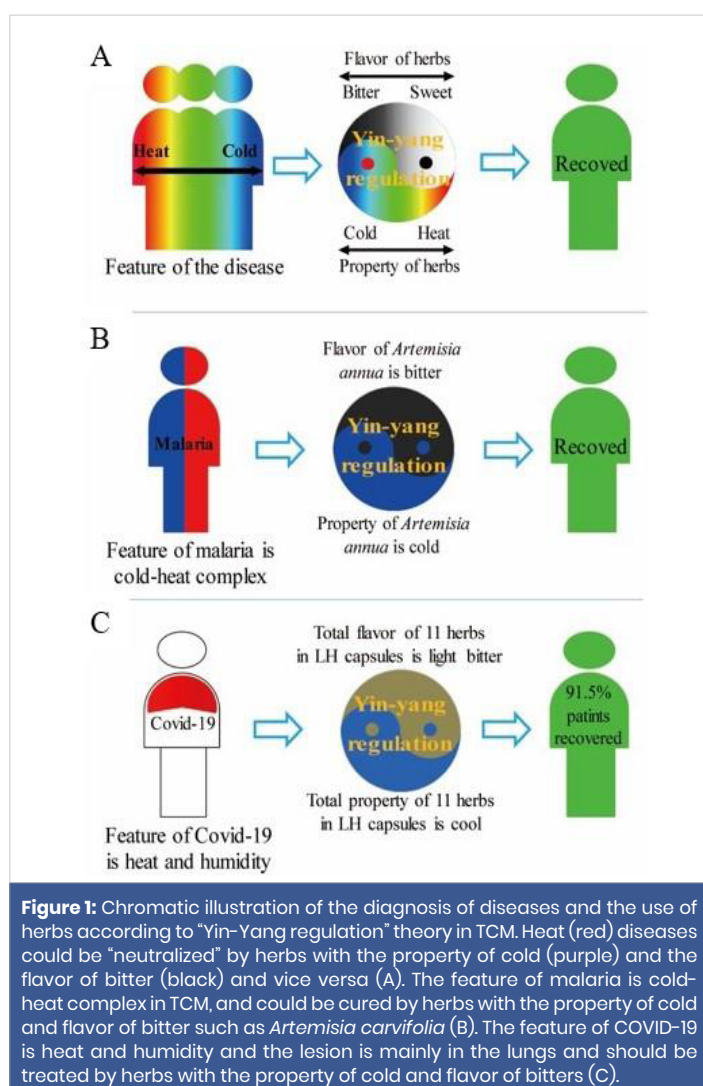 A
Flavor of herbs
Bitter Sweet
Heat Cold
Yin-yang
regulation
Recoved
Cold Heat
Property of herbs
Feature of the disease
B
Flavor of Artemisia
annua is bitter
Malaria
Yin-yang
regulation
Recoved
Property of Artemisia
annua is cold
Feature of malaria is
cold-heat complex
C
Total flavor of 11 herbs
in LH capsules is light bitter
Covid-19
Yin-yang
regulation
91.5%
patints
recovered
Total property of 11 herbs
in LH capsules is cool
Feature of Covid-19
is heat and humidity
Figure 1: Chromatic illustration of the diagnosis of diseases and the use of
herbs according to “Yin-Yang regulation” theory in TCM. Heat (red) diseases
could be “neutralized” by herbs with the property of cold (purple) and the
flavor of bitter (black) and vice versa (A). The feature of malaria is cold-
heat complex in TCM, and could be cured by herbs with the property of cold
and flavor of bitter such as Artemisia carvifolia (B). The feature of COVID-19
is heat and humidity and the lesion is mainly in the lungs and should be
treated by herbs with the property of cold and flavor of bitters (C).